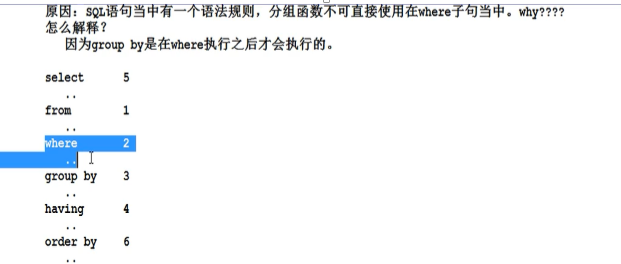 原因：SQL语句当中有一个语法规则，分组函数不可直接使用在where子句当中。why????
怎么解释？
因为group by是在where执行之后才会执行的。
select 5
..
from 1
..
where 2
..
group by 3
..
having 4
..
order by 6
..